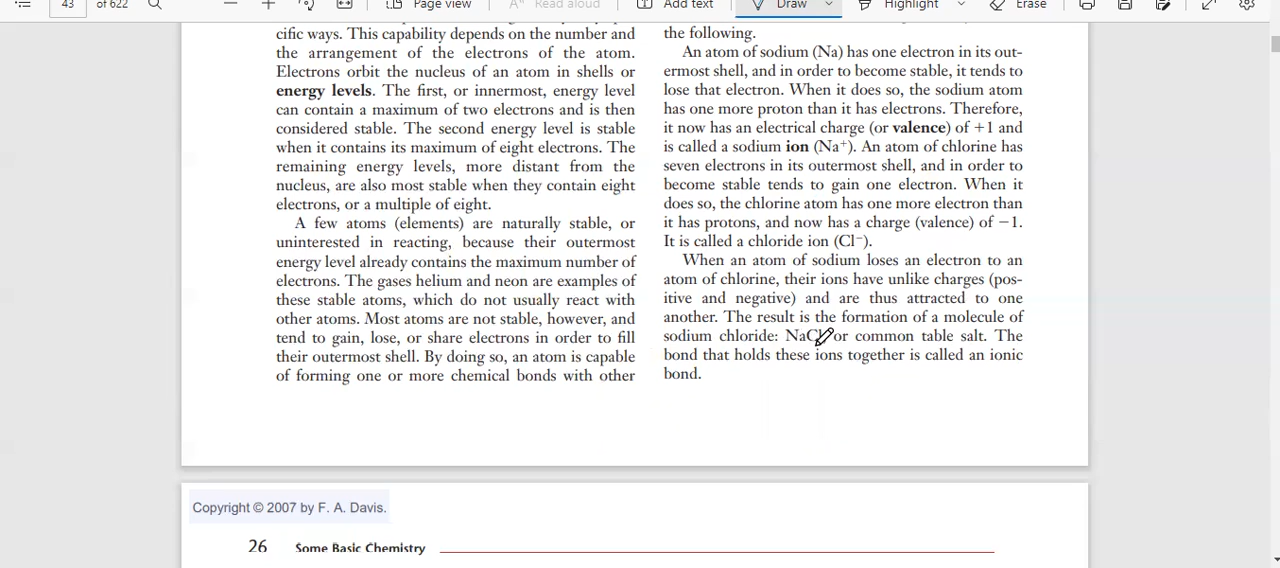 43 of 622 Page view Read aloud Add text Draw Highlight Erase
cific ways. This capability depends on the number and
the arrangement of the electrons of the atom.
Electrons orbit the nucleus of an atom in shells or
energy levels. The first, or innermost, energy level
can contain a maximum of two electrons and is then
considered stable. The second energy level is stable
when it contains its maximum of eight electrons. The
remaining energy levels, more distant from the
nucleus, are also most stable when they contain eight
electrons, or a multiple of eight.
A few atoms (elements) are naturally stable, or
uninterested in reacting, because their outermost
energy level already contains the maximum number of
electrons. The gases helium and neon are examples of
these stable atoms, which do not usually react with
other atoms. Most atoms are not stable, however, and
tend to gain, lose, or share electrons in order to fill
their outermost shell. By doing so, an atom is capable
of forming one or more chemical bonds with other
the following.
An atom of sodium (Na) has one electron in its out-
ermost shell, and in order to become stable, it tends to
lose that electron. When it does so, the sodium atom
has one more proton than it has electrons. Therefore,
it now has an electrical charge (or valence) of +1 and
is called a sodium ion (Na⁺). An atom of chlorine has
seven electrons in its outermost shell, and in order to
become stable tends to gain one electron. When it
does so, the chlorine atom has one more electron than
it has protons, and now has a charge (valence) of −1.
It is called a chloride ion (Cl⁻).
When an atom of sodium loses an electron to an
atom of chlorine, their ions have unlike charges (pos-
itive and negative) and are thus attracted to one
another. The result is the formation of a molecule of
sodium chloride: NaCl or common table salt. The
bond that holds these ions together is called an ionic
bond.
Copyright © 2007 by F. A. Davis.
26 Some Basic Chemistry